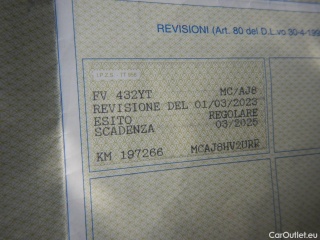 REVISIONI (Art. 80 del D.L.vo 30-4-199
FV 432YT MC/AJ8
REVISIONE DEL 01/03/2023
ESITO REGOLARE
SCADENZA 03/2025
KM 197266 MCAJ8HV2URR
CarOutlet.eu